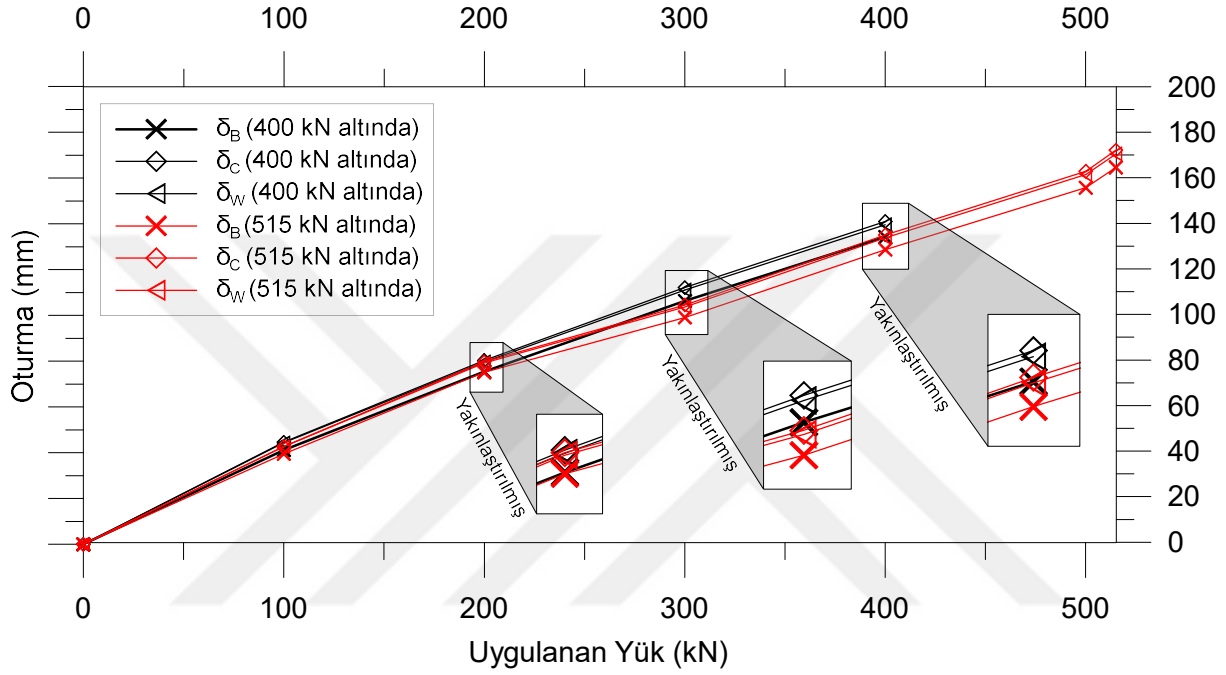 0 100 200 300 400 500
δB (400 kN altında)
δC (400 kN altında)
δW (400 kN altında)
δB (515 kN altında)
δC (515 kN altında)
δW (515 kN altında)
Oturma (mm)
200
180
160
140
120
100
80
60
40
20
0
Yakınlaştırılmış
Yakınlaştırılmış
Yakınlaştırılmış
0 100 200 300 400 500
Uygulanan Yük (kN)